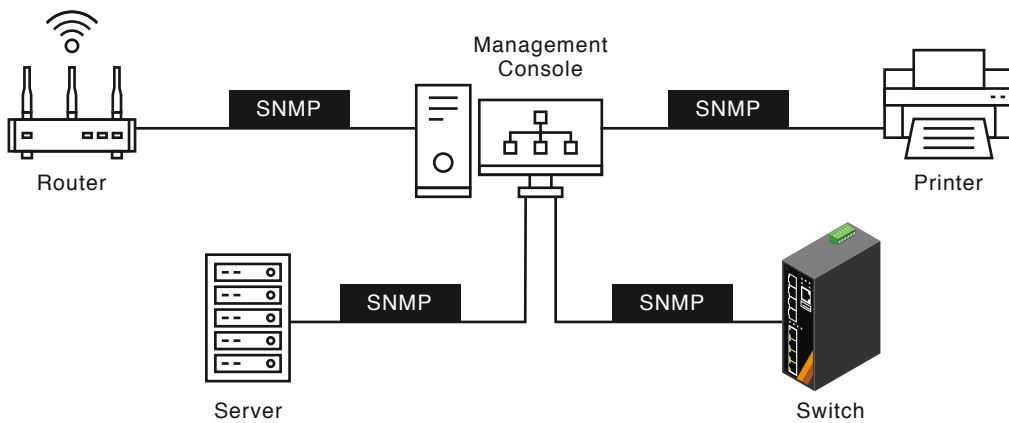 Management
Console
SNMP
SNMP
Router
Printer
SNMP
SNMP
Server
Switch